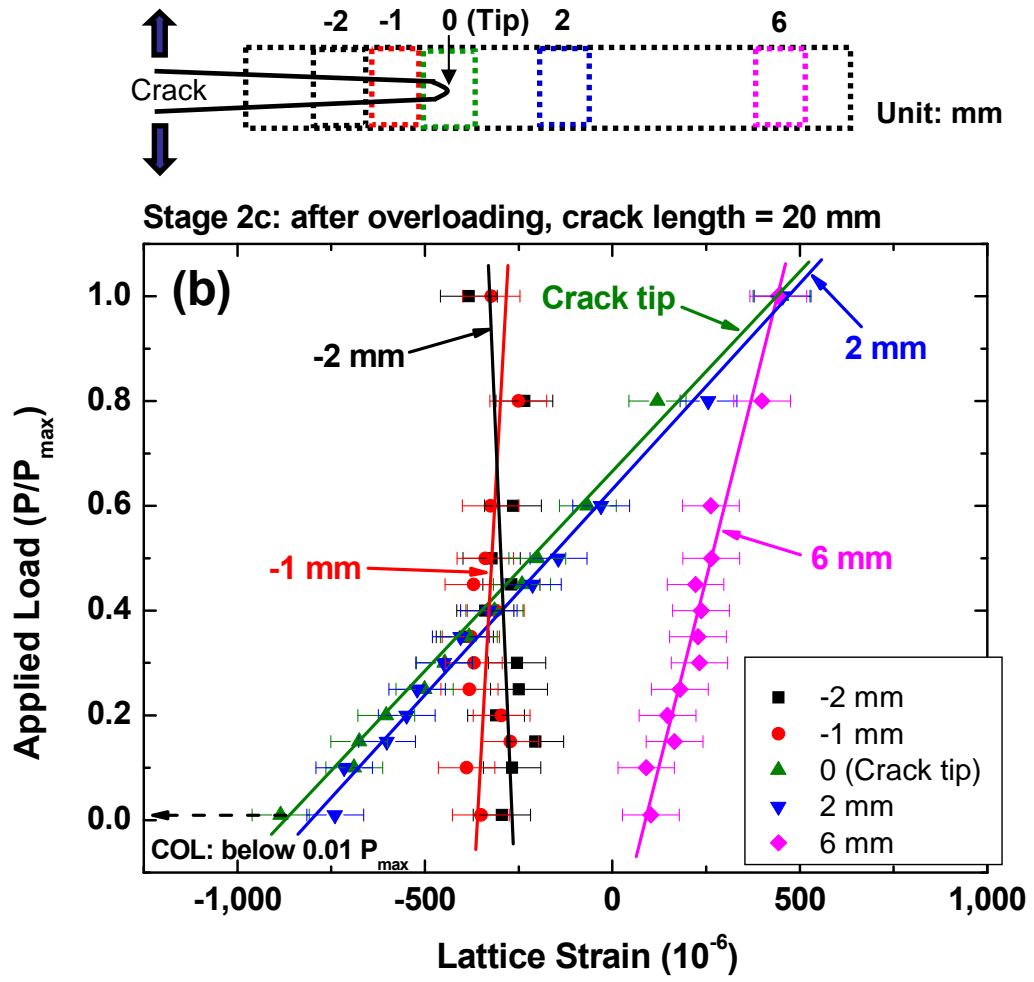 -2 -1 0 (Tip) 2 6
Crack
Unit: mm
Stage 2c: after overloading, crack length = 20 mm
(b)
Crack tip
-2 mm
2 mm
-1 mm
6 mm
COL: below 0.01 Pmax
-2 mm
-1 mm
0 (Crack tip)
2 mm
6 mm
1.0
0.8
0.6
0.4
0.2
0.0
Applied Load (P/Pmax)
-1,000 -500 0 500 1,000
Lattice Strain (10-6)